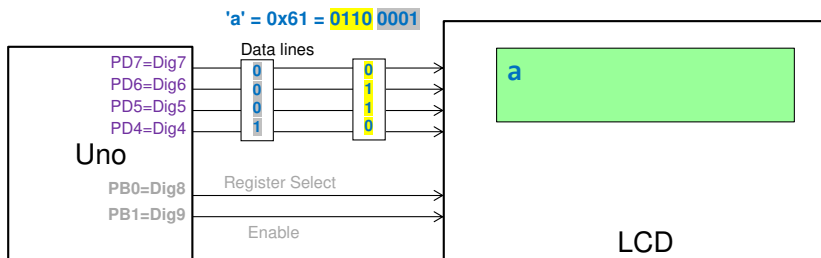 'a' = 0x61 = 0110 0001
Data lines
PD7=Dig7
PD6=Dig6
PD5=Dig5
PD4=Dig4
0 0
0 1
0 1
1 0
a
Uno
PB0=Dig8
PB1=Dig9
Register Select
Enable
LCD